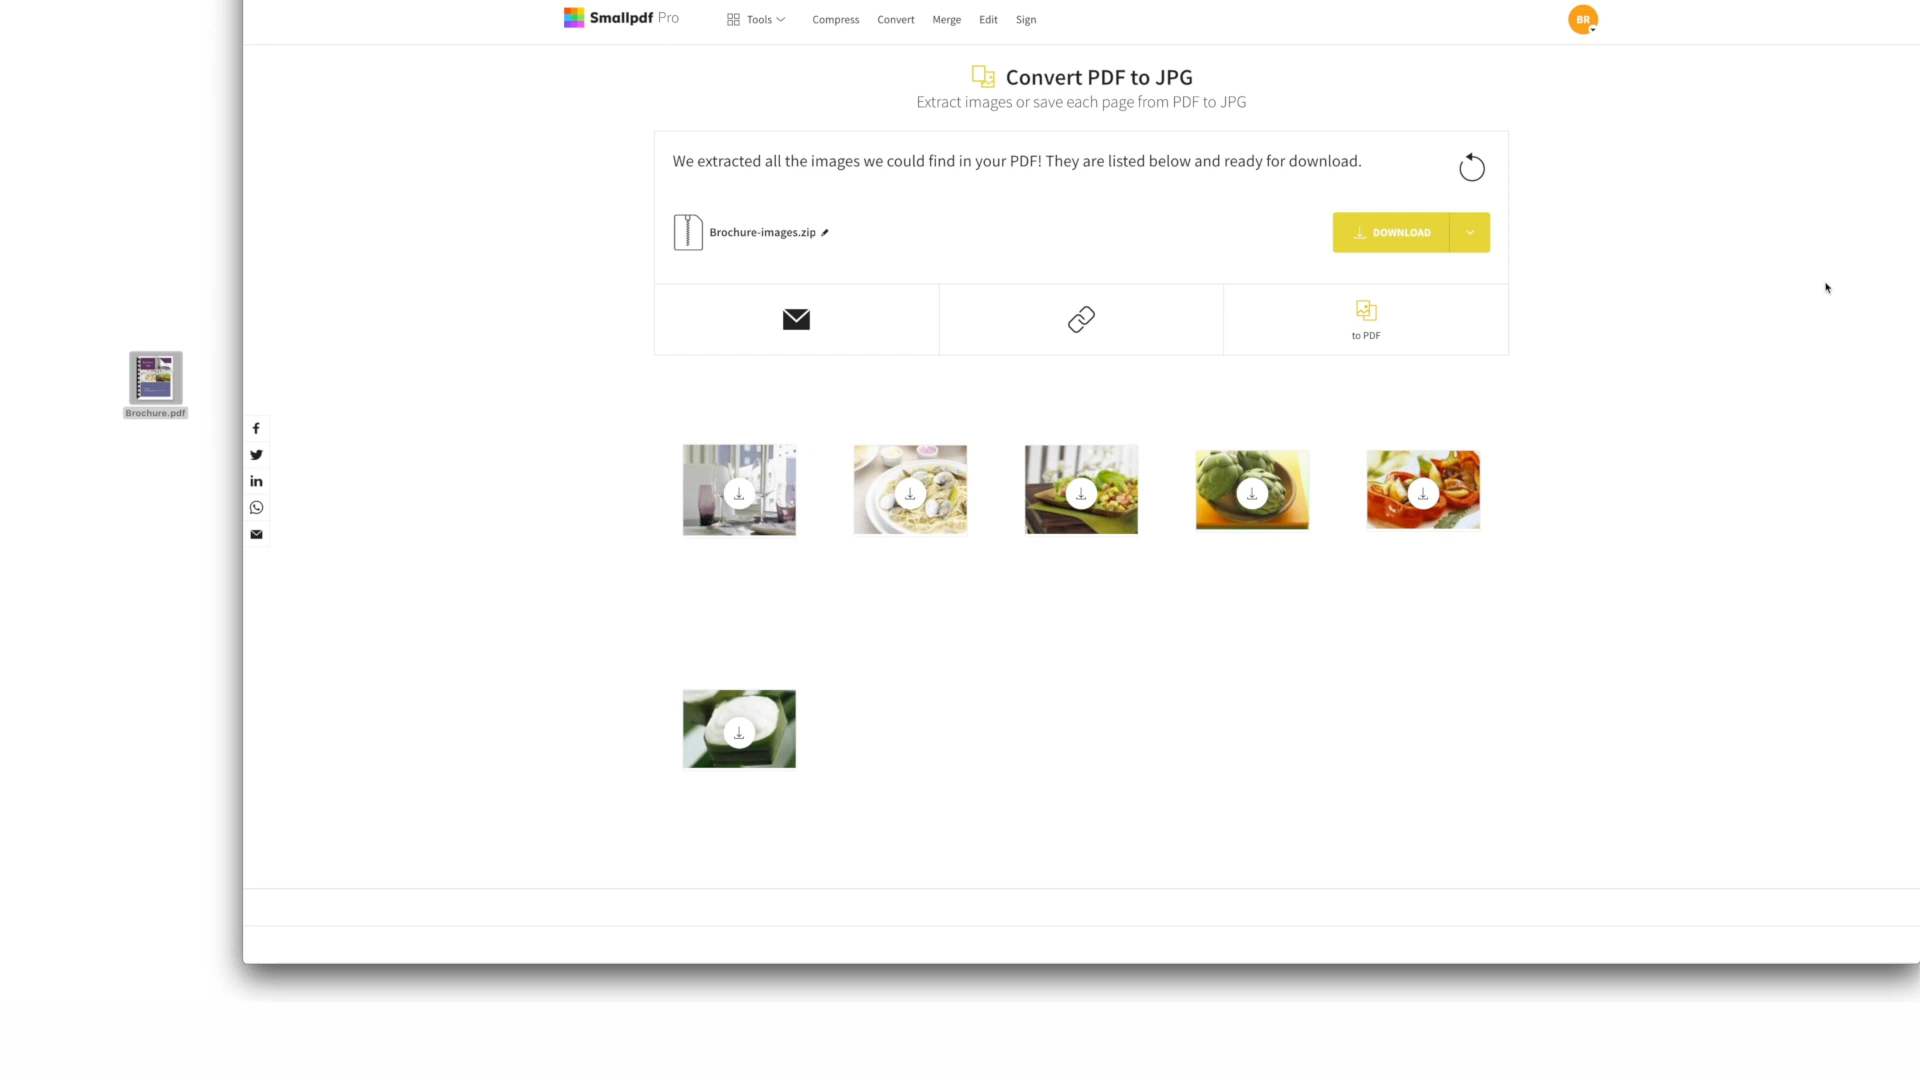 Smallpdf Pro
Tools
Compress
Convert
Merge
Edit
Sign
BR
Convert PDF to JPG
Extract images or save each page from PDF to JPG
We extracted all the images we could find in your PDF! They are listed below and ready for download.
Brochure-images.zip
DOWNLOAD
to PDF
Brochure.pdf